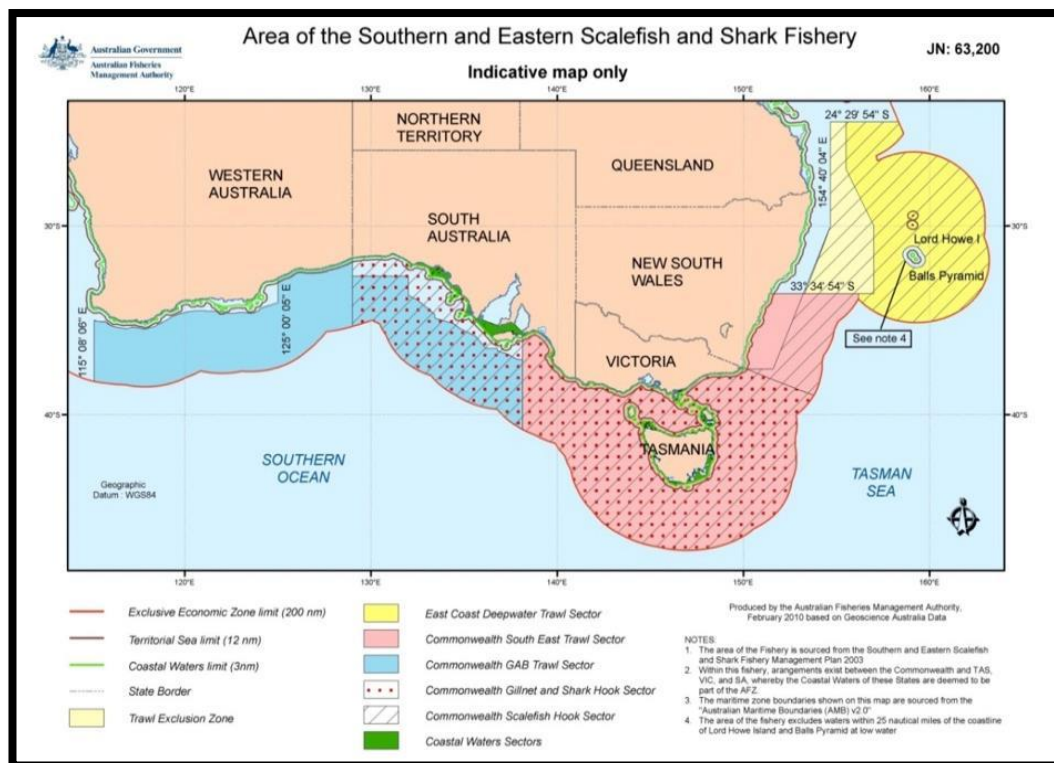 Area of the Southern and Eastern Scalefish and Shark Fishery
Australian Government
Australian Fisheries
Management Authority
JN: 63,200
Indicative map only
120°E
130°E
140°E
150°E
160°E
24° 29' 54" S
NORTHERN
TERRITORY
QUEENSLAND
WESTERN
AUSTRALIA
154° 40' 04" E
SOUTH
AUSTRALIA
30°S
30°S
Lord Howe I
NEW SOUTH
WALES
Balls Pyramid
33° 34' 54" S
115° 08' 06" E
125° 00' 05" E
See note 4
VICTORIA
40°S
40°S
TASMANIA
SOUTHERN
OCEAN
TASMAN
SEA
Geographic
Datum : WGS84
120°E
130°E
140°E
150°E
160°E
Exclusive Economic Zone limit (200 nm)
Territorial Sea limit (12 nm)
Coastal Waters limit (3nm)
State Border
Trawl Exclusion Zone
East Coast Deepwater Trawl Sector
Commonwealth South East Trawl Sector
Commonwealth GAB Trawl Sector
Commonwealth Gillnet and Shark Hook Sector
Commonwealth Scalefish Hook Sector
Coastal Waters Sectors
Produced by the Australian Fisheries Management Authority,
February 2010 based on Geoscience Australia Data
NOTES:
1. The area of the Fishery is sourced from the Southern and Eastern Scalefish
and Shark Fishery Management Plan 2003
2. Within this fishery, arangements exist between the Commonwealth and TAS,
VIC, and SA, whereby the Coastal Waters of these States are deemed to be
part of the AFZ.
3. The maritime zone boundaries shown on this map are sourced from the
"Australian Maritime Boundaries (AMB) v2.0"
4. The area of the fishery excludes waters within 25 nautical miles of the coastline
of Lord Howe Island and Balls Pyramid at low water